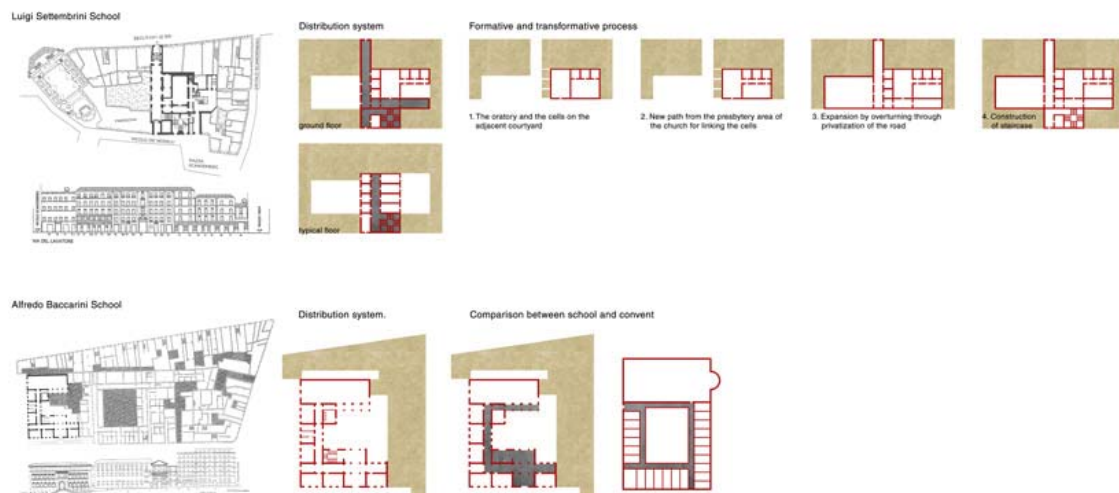 Luigi Settembrini School
Distribution system
Formative and transformative process
ground floor
1. The oratory and the cells on the
adjacent courtyard
2. New path from the presbytery area of
the church for linking the cells
3. Expansion by overturning through
privatization of the road
4. Construction
of staircase
typical floor
VIA DEL LAVATORE
Alfredo Baccarini School
Distribution system.
Comparison between school and convent